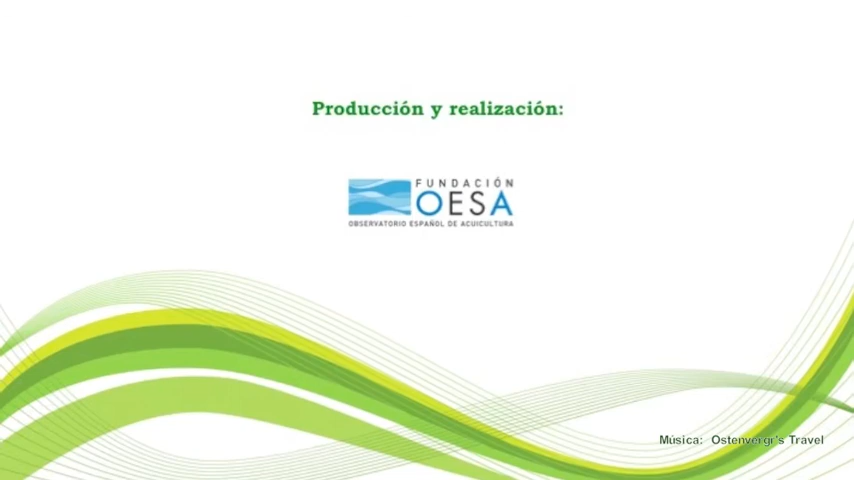 Producción y realización:
FUNDACIÓN
OESA
OBSERVATORIO ESPAÑOL DE ACUICULTURA
Música: Ostenvergr's Travel